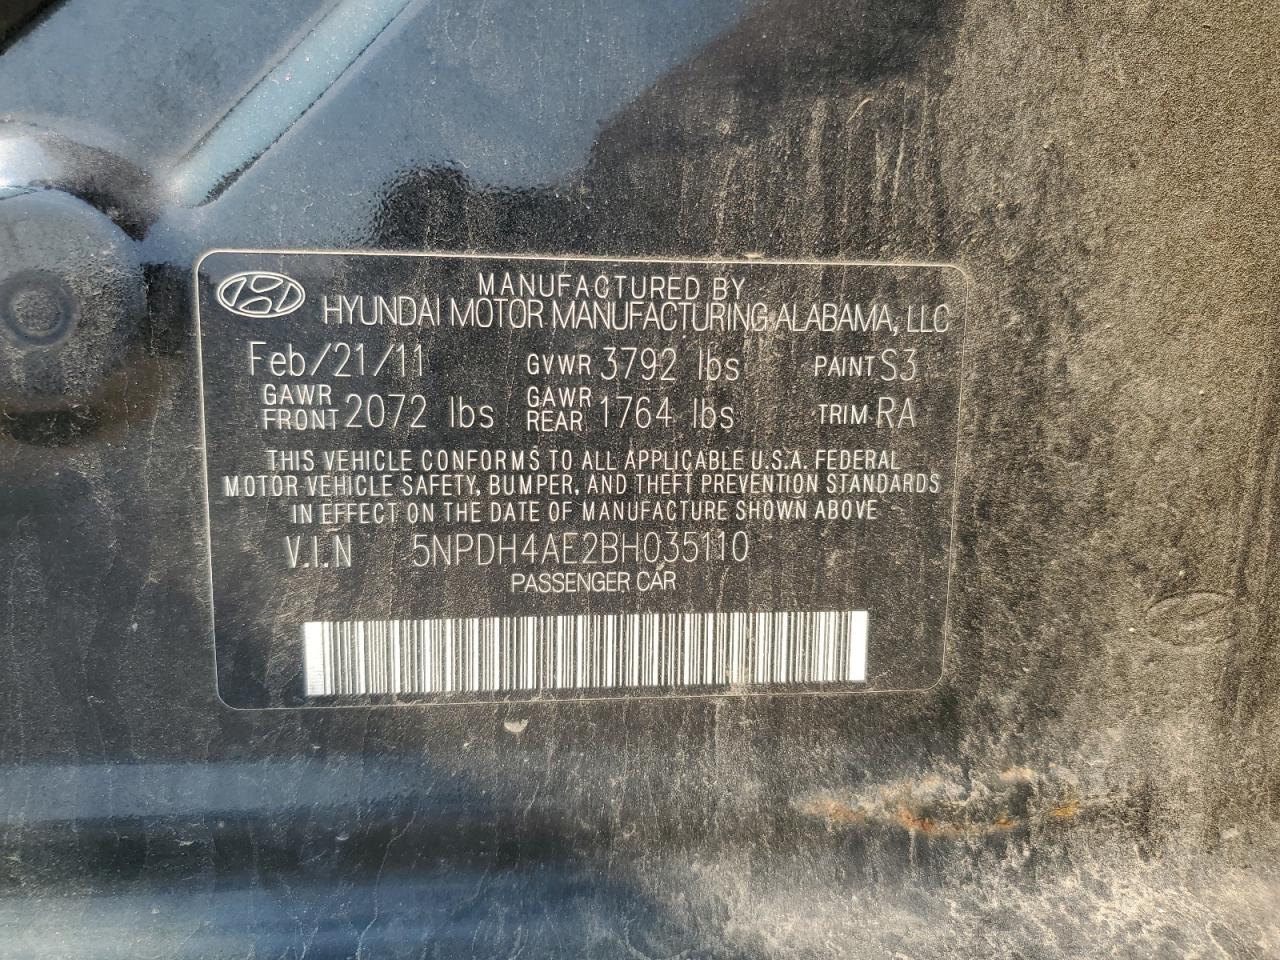 MANUFACTURED BY
HYUNDAI MOTOR MANUFACTURING ALABAMA, LLC
Feb/21/11 GVWR 3792 lbs PAINT S3
GAWR FRONT 2072 lbs GAWR REAR 1764 lbs TRIM RA
THIS VEHICLE CONFORMS TO ALL APPLICABLE U.S.A. FEDERAL
MOTOR VEHICLE SAFETY, BUMPER, AND THEFT PREVENTION STANDARDS
IN EFFECT ON THE DATE OF MANUFACTURE SHOWN ABOVE
V.I.N 5NPDH4AE2BH035110
PASSENGER CAR